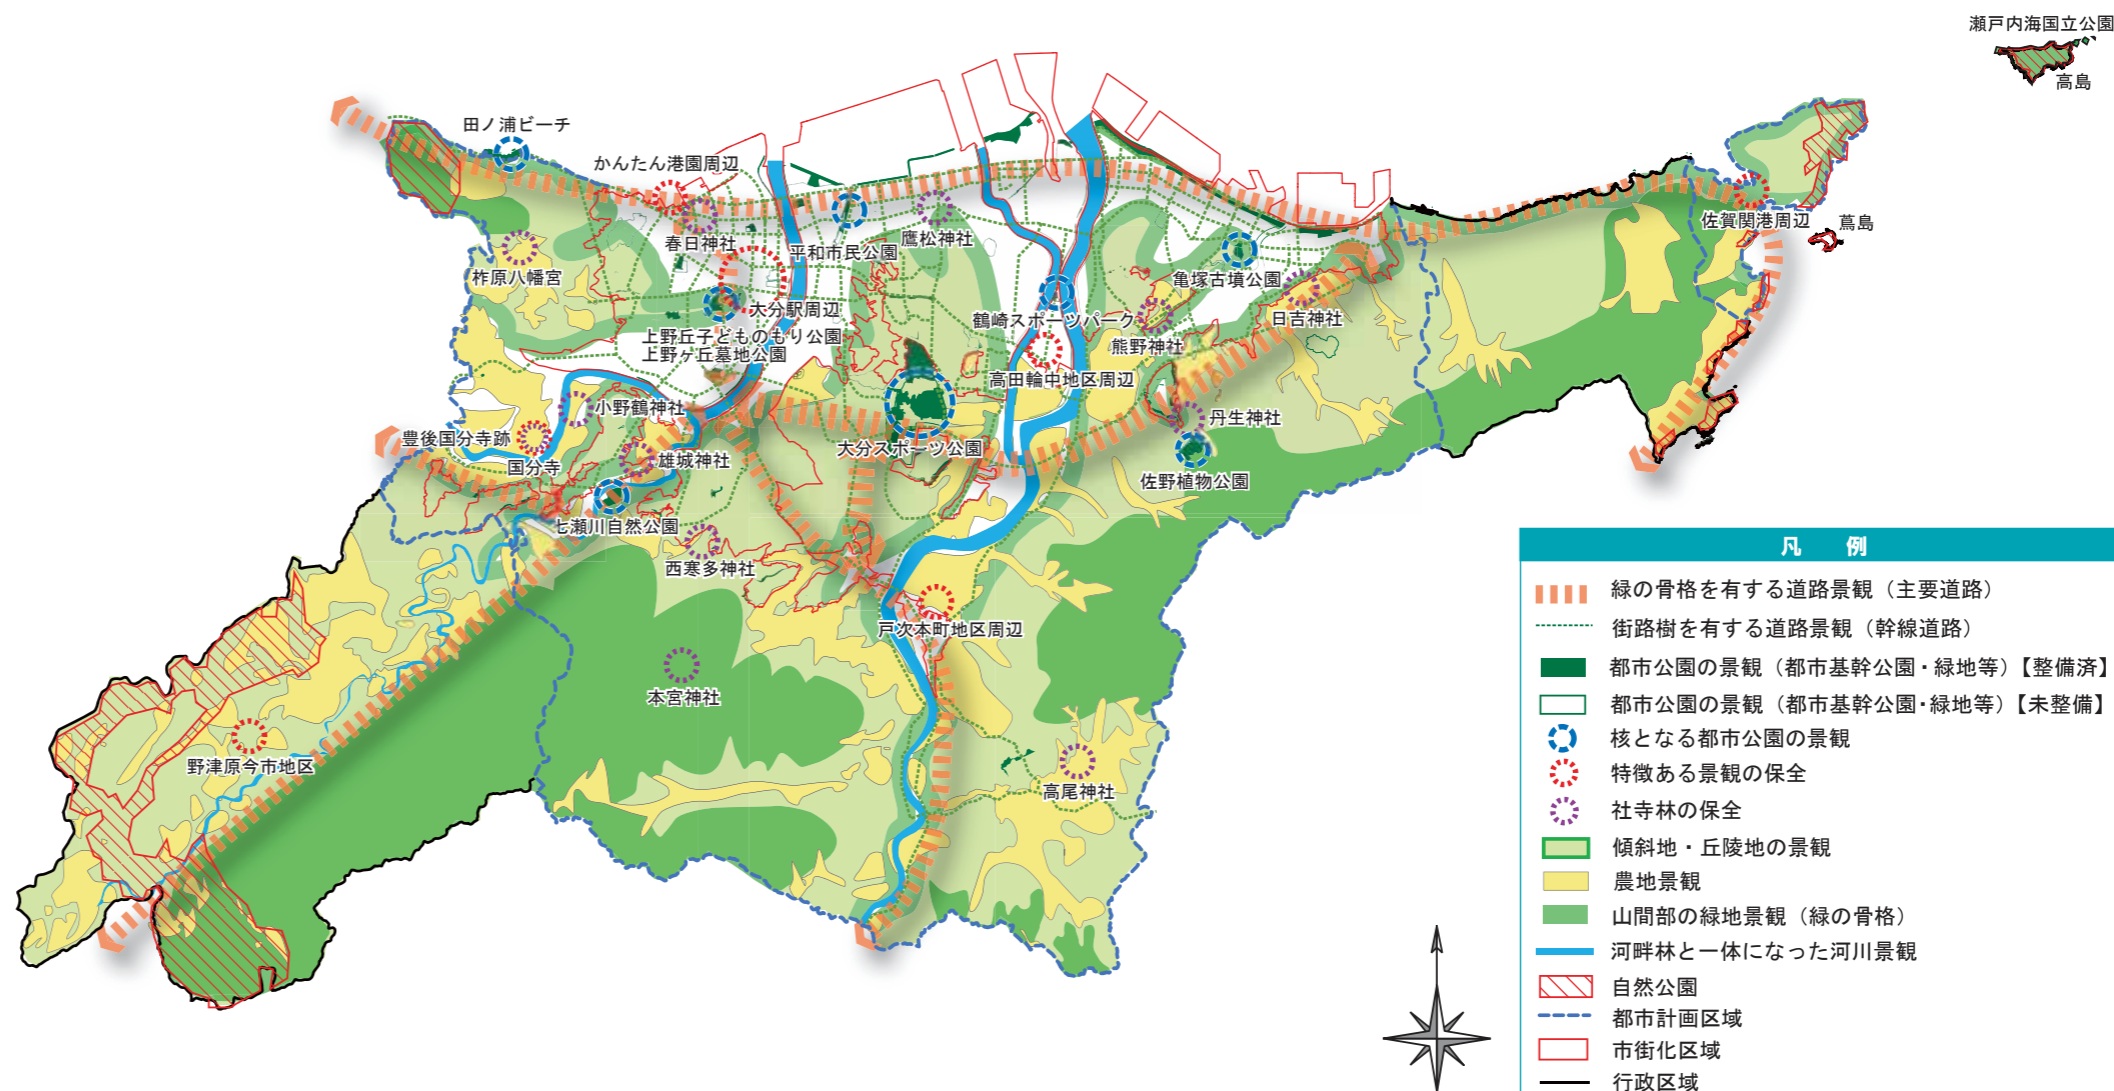 瀬戸内海国立公園
高島
田ノ浦ビーチ
かんたん港園周辺
春日神社
平和市民公園
鷹松神社
佐賀関港周辺
蔦島
柞原八幡宮
亀塚古墳公園
大分駅周辺
鶴崎スポーツパーク
日吉神社
上野丘子どものもり公園
上野ヶ丘墓地公園
熊野神社
高田輪中地区周辺
小野鶴神社
丹生神社
豊後国分寺跡
国分寺
雄城神社
大分スポーツ公園
佐野植物公園
七瀬川自然公園
西寒多神社
戸次本町地区周辺
本宮神社
野津原今市地区
高尾神社
凡 例
緑の骨格を有する道路景観（主要道路）
街路樹を有する道路景観（幹線道路）
都市公園の景観（都市基幹公園・緑地等）【整備済】
都市公園の景観（都市基幹公園・緑地等）【未整備】
核となる都市公園の景観
特徴ある景観の保全
社寺林の保全
傾斜地・丘陵地の景観
農地景観
山間部の緑地景観（緑の骨格）
河畔林と一体になった河川景観
自然公園
都市計画区域
市街化区域
行政区域